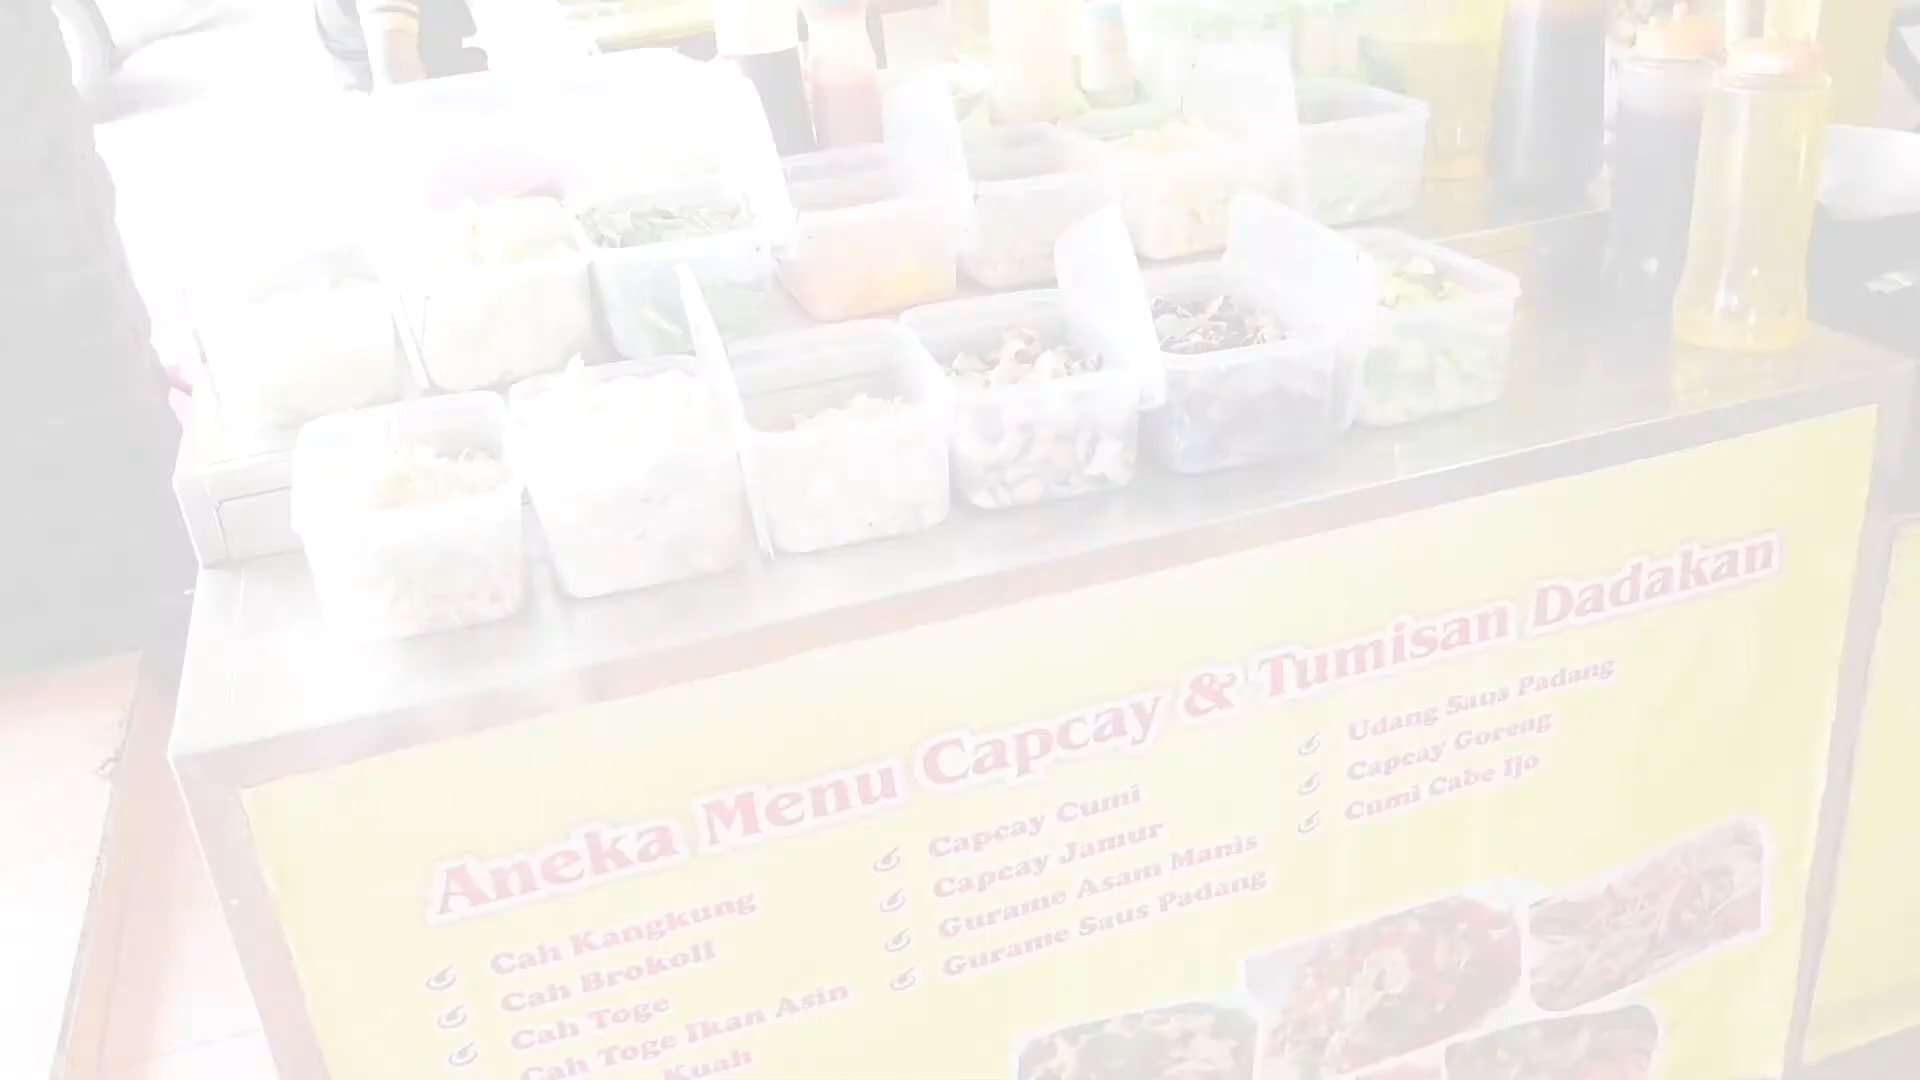 Aneka Menu Capcay & Tumisan Dadakan
Cah Kangkung
Cah Brokoli
Cah Toge
Cah Toge Ikan Asin
Kuah
Capcay Cumi
Capcay Jamur
Gurame Asam Manis
Gurame Saus Padang
Udang Saus Padang
Capcay Goreng
Cumi Cabe Ijo